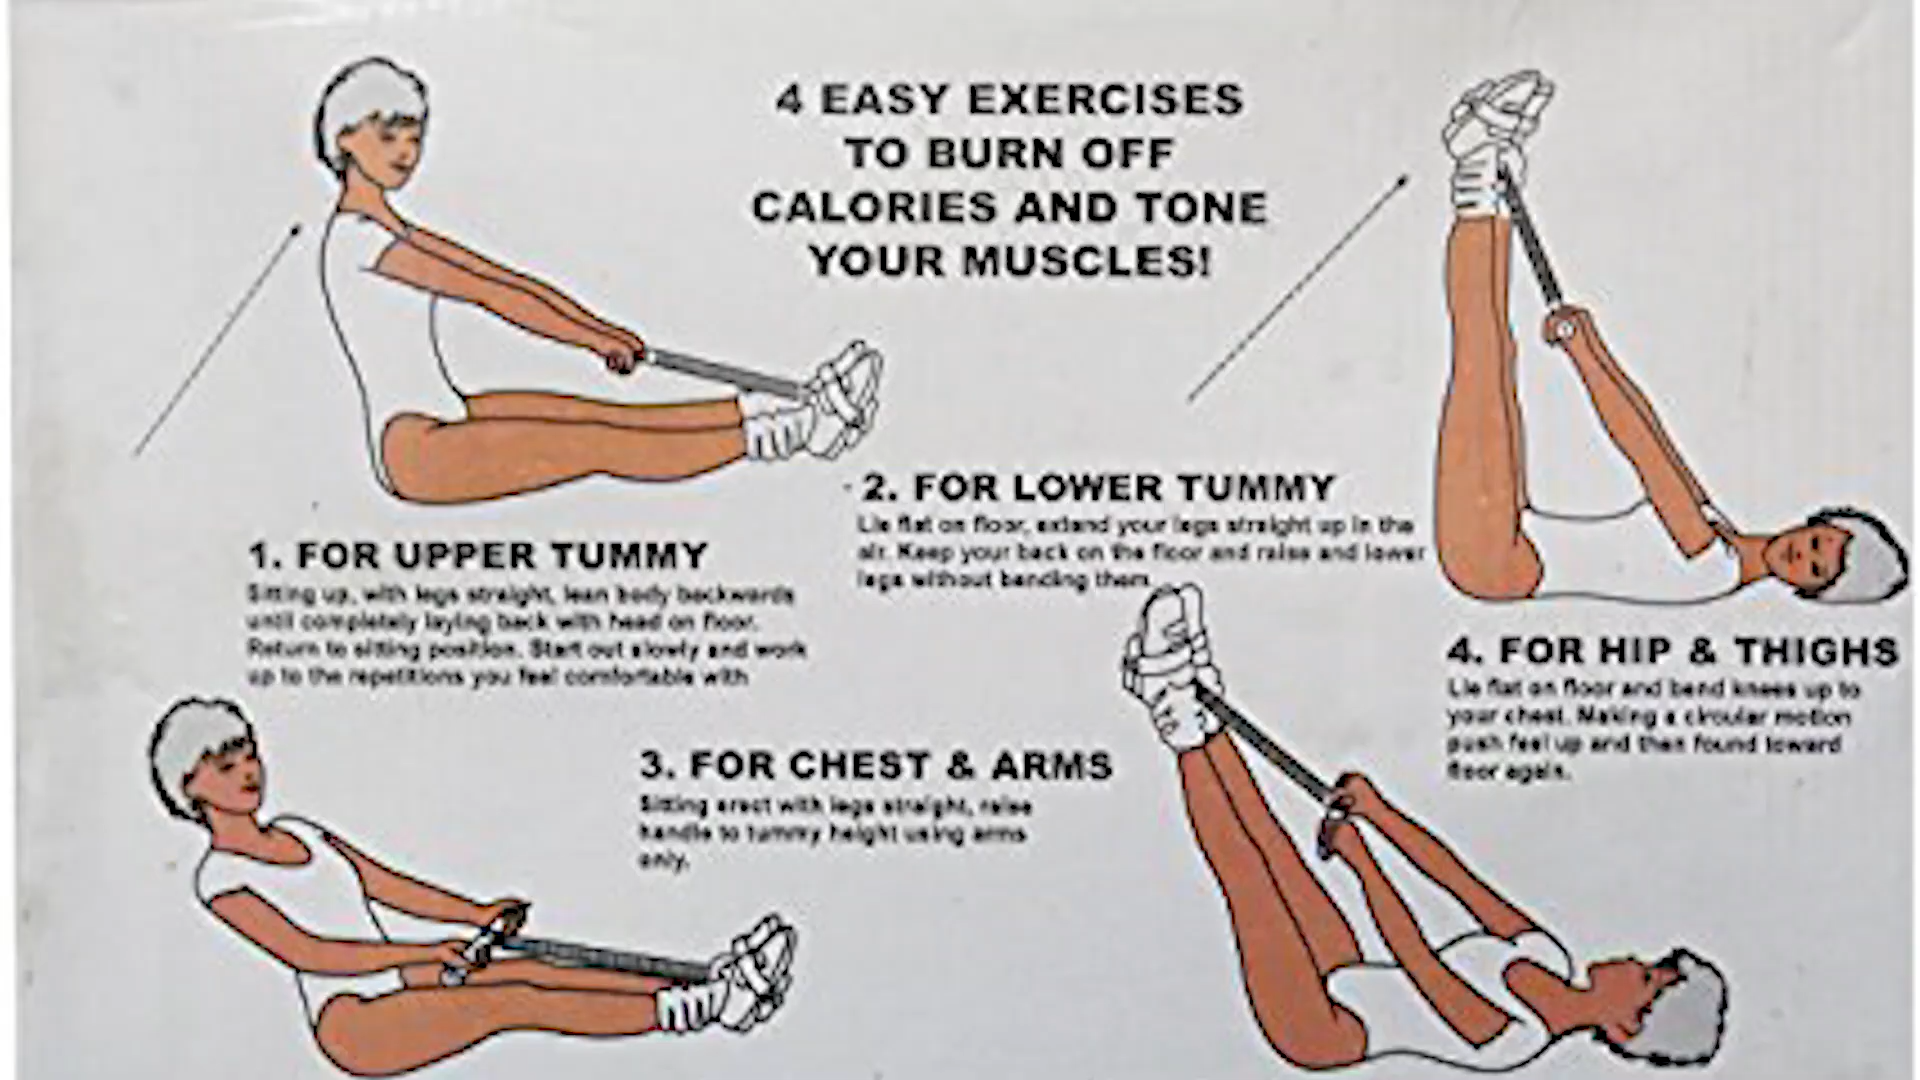 4 EASY EXERCISES
TO BURN OFF
CALORIES AND TONE
YOUR MUSCLES!
1. FOR UPPER TUMMY
Sitting up, with legs straight, lean body backwards
until completely laying back with head on floor.
Return to sitting position. Start out slowly and work
up to the repetitions you feel comfortable with
2. FOR LOWER TUMMY
Lie flat on floor, extend your legs straight up in the
air. Keep your back on the floor and raise and lower
legs without bending them
3. FOR CHEST & ARMS
Sitting erect with legs straight, raise
handle to tummy height using arms
only.
4. FOR HIP & THIGHS
Lie flat on floor and bend knees up to
your chest. Making a circular motion
push feel up and then found toward
floor again.